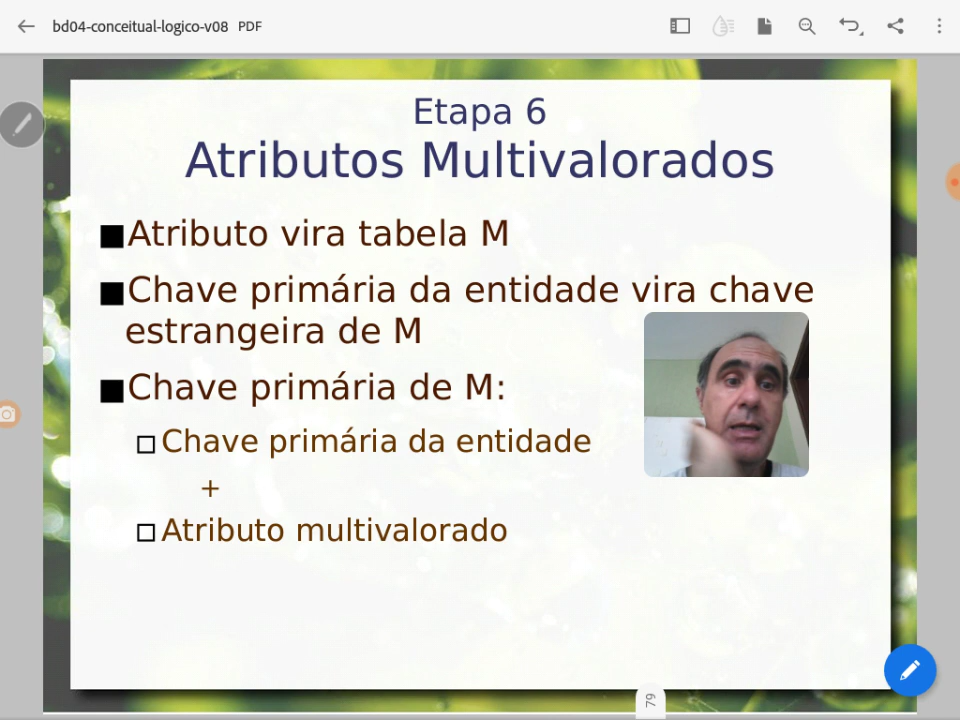 bd04-conceitual-logico-v08 PDF
Etapa 6
Atributos Multivalorados
Atributo vira tabela M
Chave primária da entidade vira chave
estrangeira de M
Chave primária de M:
Chave primária da entidade
+
Atributo multivalorado
79